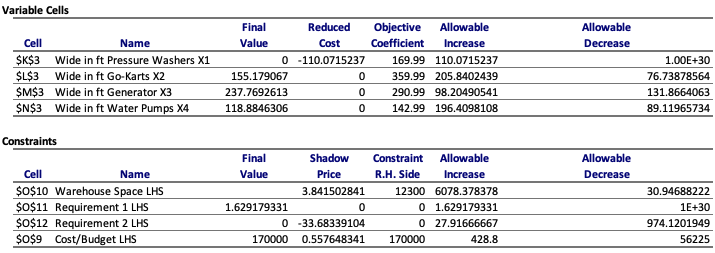 Variable Cells
Final Reduced Objective Allowable Allowable
Cell Name Value Cost Coefficient Increase Decrease
$K$3 Wide in ft Pressure Washers X1 0 -110.0715237 169.99 110.0715237 1.00E+30
$L$3 Wide in ft Go-Karts X2 155.179067 0 359.99 205.8402439 76.73878564
$M$3 Wide in ft Generator X3 237.7692613 0 290.99 98.20490541 131.8664063
$N$3 Wide in ft Water Pumps X4 118.8846306 0 142.99 196.4098108 89.11965734
Constraints
Final Shadow Constraint Allowable Allowable
Cell Name Value Price R.H. Side Increase Decrease
$O$10 Warehouse Space LHS 3.841502841 12300 6078.378378 30.94688222
$O$11 Requirement 1 LHS 1.629179331 0 0 1.629179331 1E+30
$O$12 Requirement 2 LHS 0 -33.68339104 0 27.91666667 974.1201949
$O$9 Cost/Budget LHS 170000 0.557648341 170000 428.8 56225